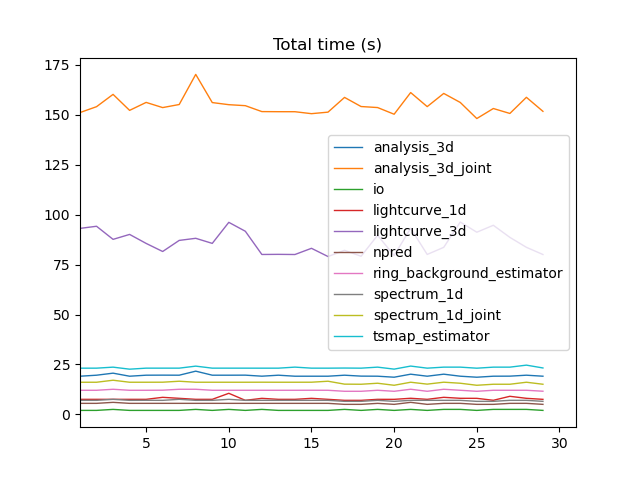 Total time (s)
175
150
125
100
75
50
25
0
analysis_3d
analysis_3d_joint
io
lightcurve_1d
lightcurve_3d
npred
ring_background_estimator
spectrum_1d
spectrum_1d_joint
tsmap_estimator
5 10 15 20 25 30